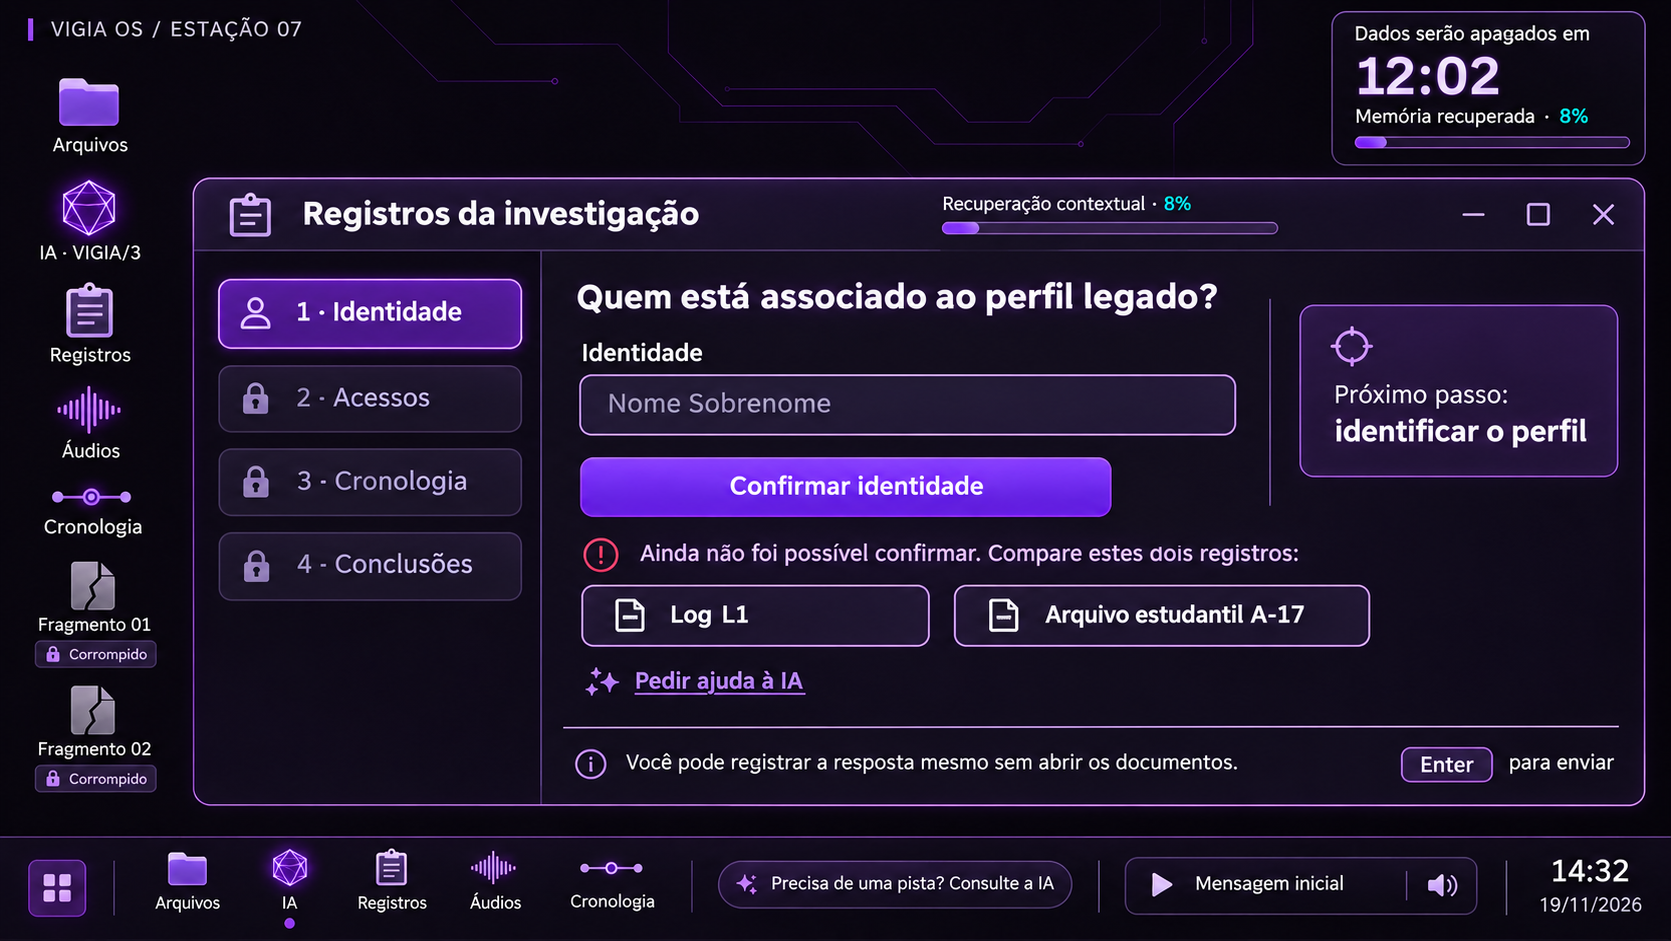 VIGIA OS / ESTAÇÃO 07
Dados serão apagados em
12:02
Memória recuperada · 8%
Arquivos
IA · VIGIA/3
Registros
Áudios
Cronologia
Fragmento 01
Corrompido
Fragmento 02
Corrompido
Registros da investigação
Recuperação contextual · 8%
1 · Identidade
2 · Acessos
3 · Cronologia
4 · Conclusões
Quem está associado ao perfil legado?
Identidade
Nome Sobrenome
Confirmar identidade
Ainda não foi possível confirmar. Compare estes dois registros:
Log L1
Arquivo estudantil A-17
Pedir ajuda à IA
Próximo passo:
identificar o perfil
Você pode registrar a resposta mesmo sem abrir os documentos.
Enter para enviar
Arquivos
IA
Registros
Áudios
Cronologia
Precisa de uma pista? Consulte a IA
Mensagem inicial
14:32
19/11/2026